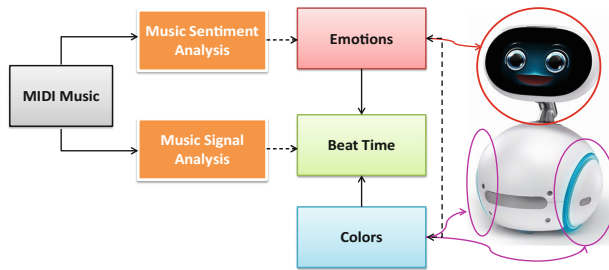 Music Sentiment
Analysis
Emotions
MIDI Music
Music Signal
Analysis
Beat Time
Colors